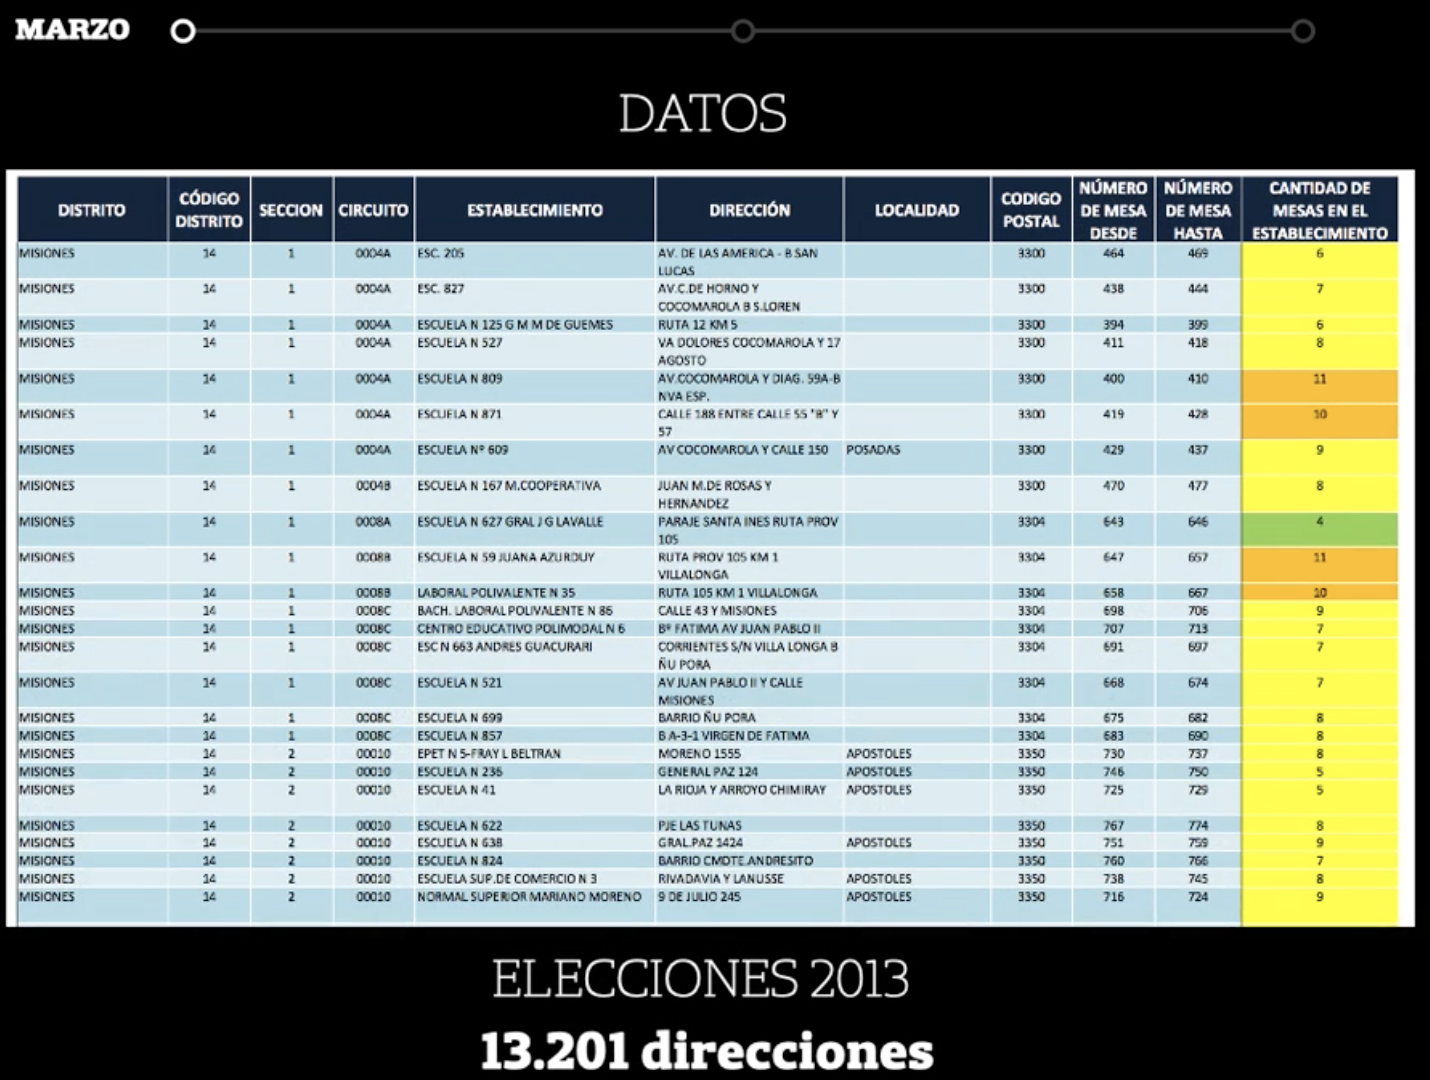 MARZO
DATOS
DISTRITO CÓDIGO DISTRITO SECCION CIRCUITO ESTABLECIMIENTO DIRECCIÓN LOCALIDAD CODIGO POSTAL NÚMERO DE MESA DESDE NÚMERO DE MESA HASTA CANTIDAD DE MESAS EN EL ESTABLECIMIENTO
MISIONES 14 1 0004A ESC. 205 AV. DE LAS AMERICA - B SAN LUCAS 3300 464 469 6
MISIONES 14 1 0004A ESC. 827 AV.C.DE HORNO Y COCOMAROLA B S.LOREN 3300 438 444 7
MISIONES 14 1 0004A ESCUELA N 125 G M M DE GUEMES RUTA 12 KM 5 3300 394 399 6
MISIONES 14 1 0004A ESCUELA N 527 VA DOLORES COCOMAROLA Y 17 AGOSTO 3300 411 418 8
MISIONES 14 1 0004A ESCUELA N 809 AV.COCOMAROLA Y DIAG. 59A-B NVA ESP. 3300 400 410 11
MISIONES 14 1 0004A ESCUELA N 871 CALLE 188 ENTRE CALLE 55 "B" Y 57 3300 419 428 10
MISIONES 14 1 0004A ESCUELA Nº 609 AV COCOMAROLA Y CALLE 150 POSADAS 3300 429 437 9
MISIONES 14 1 0004B ESCUELA N 167 M.COOPERATIVA JUAN M.DE ROSAS Y HERNANDEZ 3300 470 477 8
MISIONES 14 1 0008A ESCUELA N 627 GRAL J G LAVALLE PARAJE SANTA INES RUTA PROV 105 3304 643 646 4
MISIONES 14 1 0008B ESCUELA N 59 JUANA AZURDUY RUTA PROV 105 KM 1 VILLALONGA 3304 647 657 11
MISIONES 14 1 0008B LABORAL POLIVALENTE N 35 RUTA 105 KM 1 VILLALONGA 3304 658 667 10
MISIONES 14 1 0008C BACH. LABORAL POLIVALENTE N 86 CALLE 43 Y MISIONES 3304 698 706 9
MISIONES 14 1 0008C CENTRO EDUCATIVO POLIMODAL N 6 Bº FATIMA AV JUAN PABLO II 3304 707 713 7
MISIONES 14 1 0008C ESC N 663 ANDRES GUACURARI CORRIENTES S/N VILLA LONGA B ÑU PORA 3304 691 697 7
MISIONES 14 1 0008C ESCUELA N 521 AV JUAN PABLO II Y CALLE MISIONES 3304 668 674 7
MISIONES 14 1 0008C ESCUELA N 699 BARRIO ÑU PORA 3304 675 682 8
MISIONES 14 1 0008C ESCUELA N 857 B A-3-1 VIRGEN DE FATIMA 3304 683 690 8
MISIONES 14 2 00010 EPET N 5-FRAY L BELTRAN MORENO 1555 APOSTOLES 3350 730 737 8
MISIONES 14 2 00010 ESCUELA N 236 GENERAL PAZ 124 APOSTOLES 3350 746 750 5
MISIONES 14 2 00010 ESCUELA N 41 LA RIOJA Y ARROYO CHIMIRAY APOSTOLES 3350 725 729 5
MISIONES 14 2 00010 ESCUELA N 622 PJE LAS TUNAS 3350 767 774 8
MISIONES 14 2 00010 ESCUELA N 638 GRAL.PAZ 1424 APOSTOLES 3350 751 759 9
MISIONES 14 2 00010 ESCUELA N 824 BARRIO CMDTE.ANDRESITO 3350 760 766 7
MISIONES 14 2 00010 ESCUELA SUP.DE COMERCIO N 3 RIVADAVIA Y LANUSSE APOSTOLES 3350 738 745 8
MISIONES 14 2 00010 NORMAL SUPERIOR MARIANO MORENO 9 DE JULIO 245 APOSTOLES 3350 716 724 9
ELECCIONES 2013
13.201 direcciones